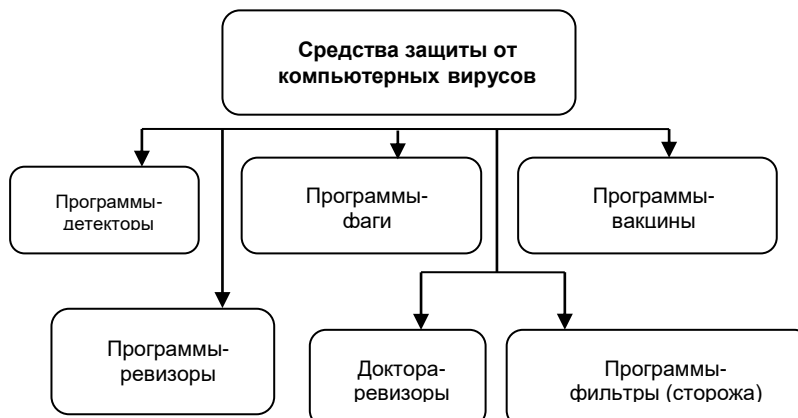 Средства защиты от
компьютерных вирусов
Программы-
детекторы
Программы-
фаги
Программы-
вакцины
Программы-
ревизоры
Доктора-
ревизоры
Программы-
фильтры (сторожа)